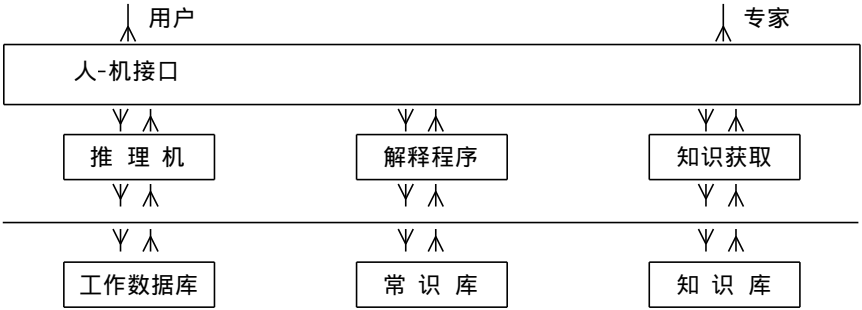 用户 专家
人-机接口
推 理 机 解释程序 知识获取
工作数据库 常 识 库 知 识 库